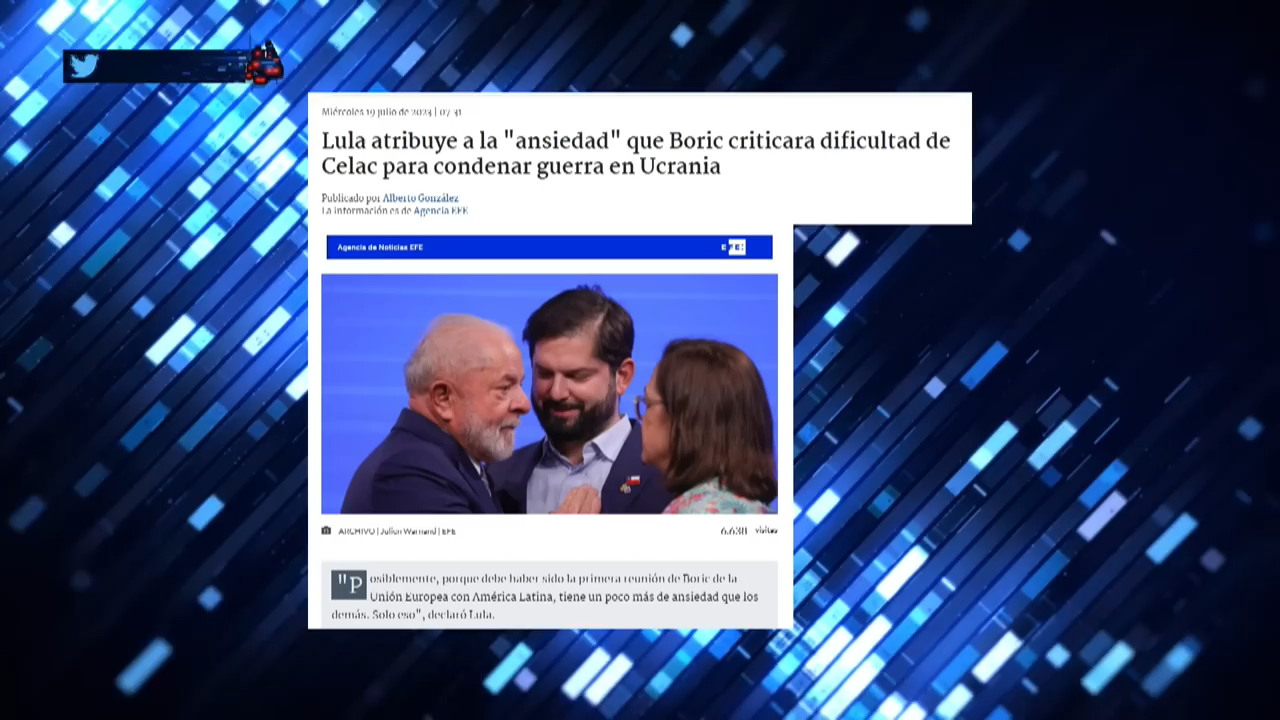 Miércoles 19 julio de 2023 | 07:31
Lula atribuye a la "ansiedad" que Boric criticara dificultad de
Celac para condenar guerra en Ucrania
Publicado por Alberto González
La información es de Agencia EFE
Agencia de Noticias EFE
EFE:
ARCHIVO | Julien Warnand | EFE
6.638 visitas
"Posiblemente, porque debe haber sido la primera reunión de Boric de la
Unión Europea con América Latina, tiene un poco más de ansiedad que los
demás. Solo eso", declaró Lula.